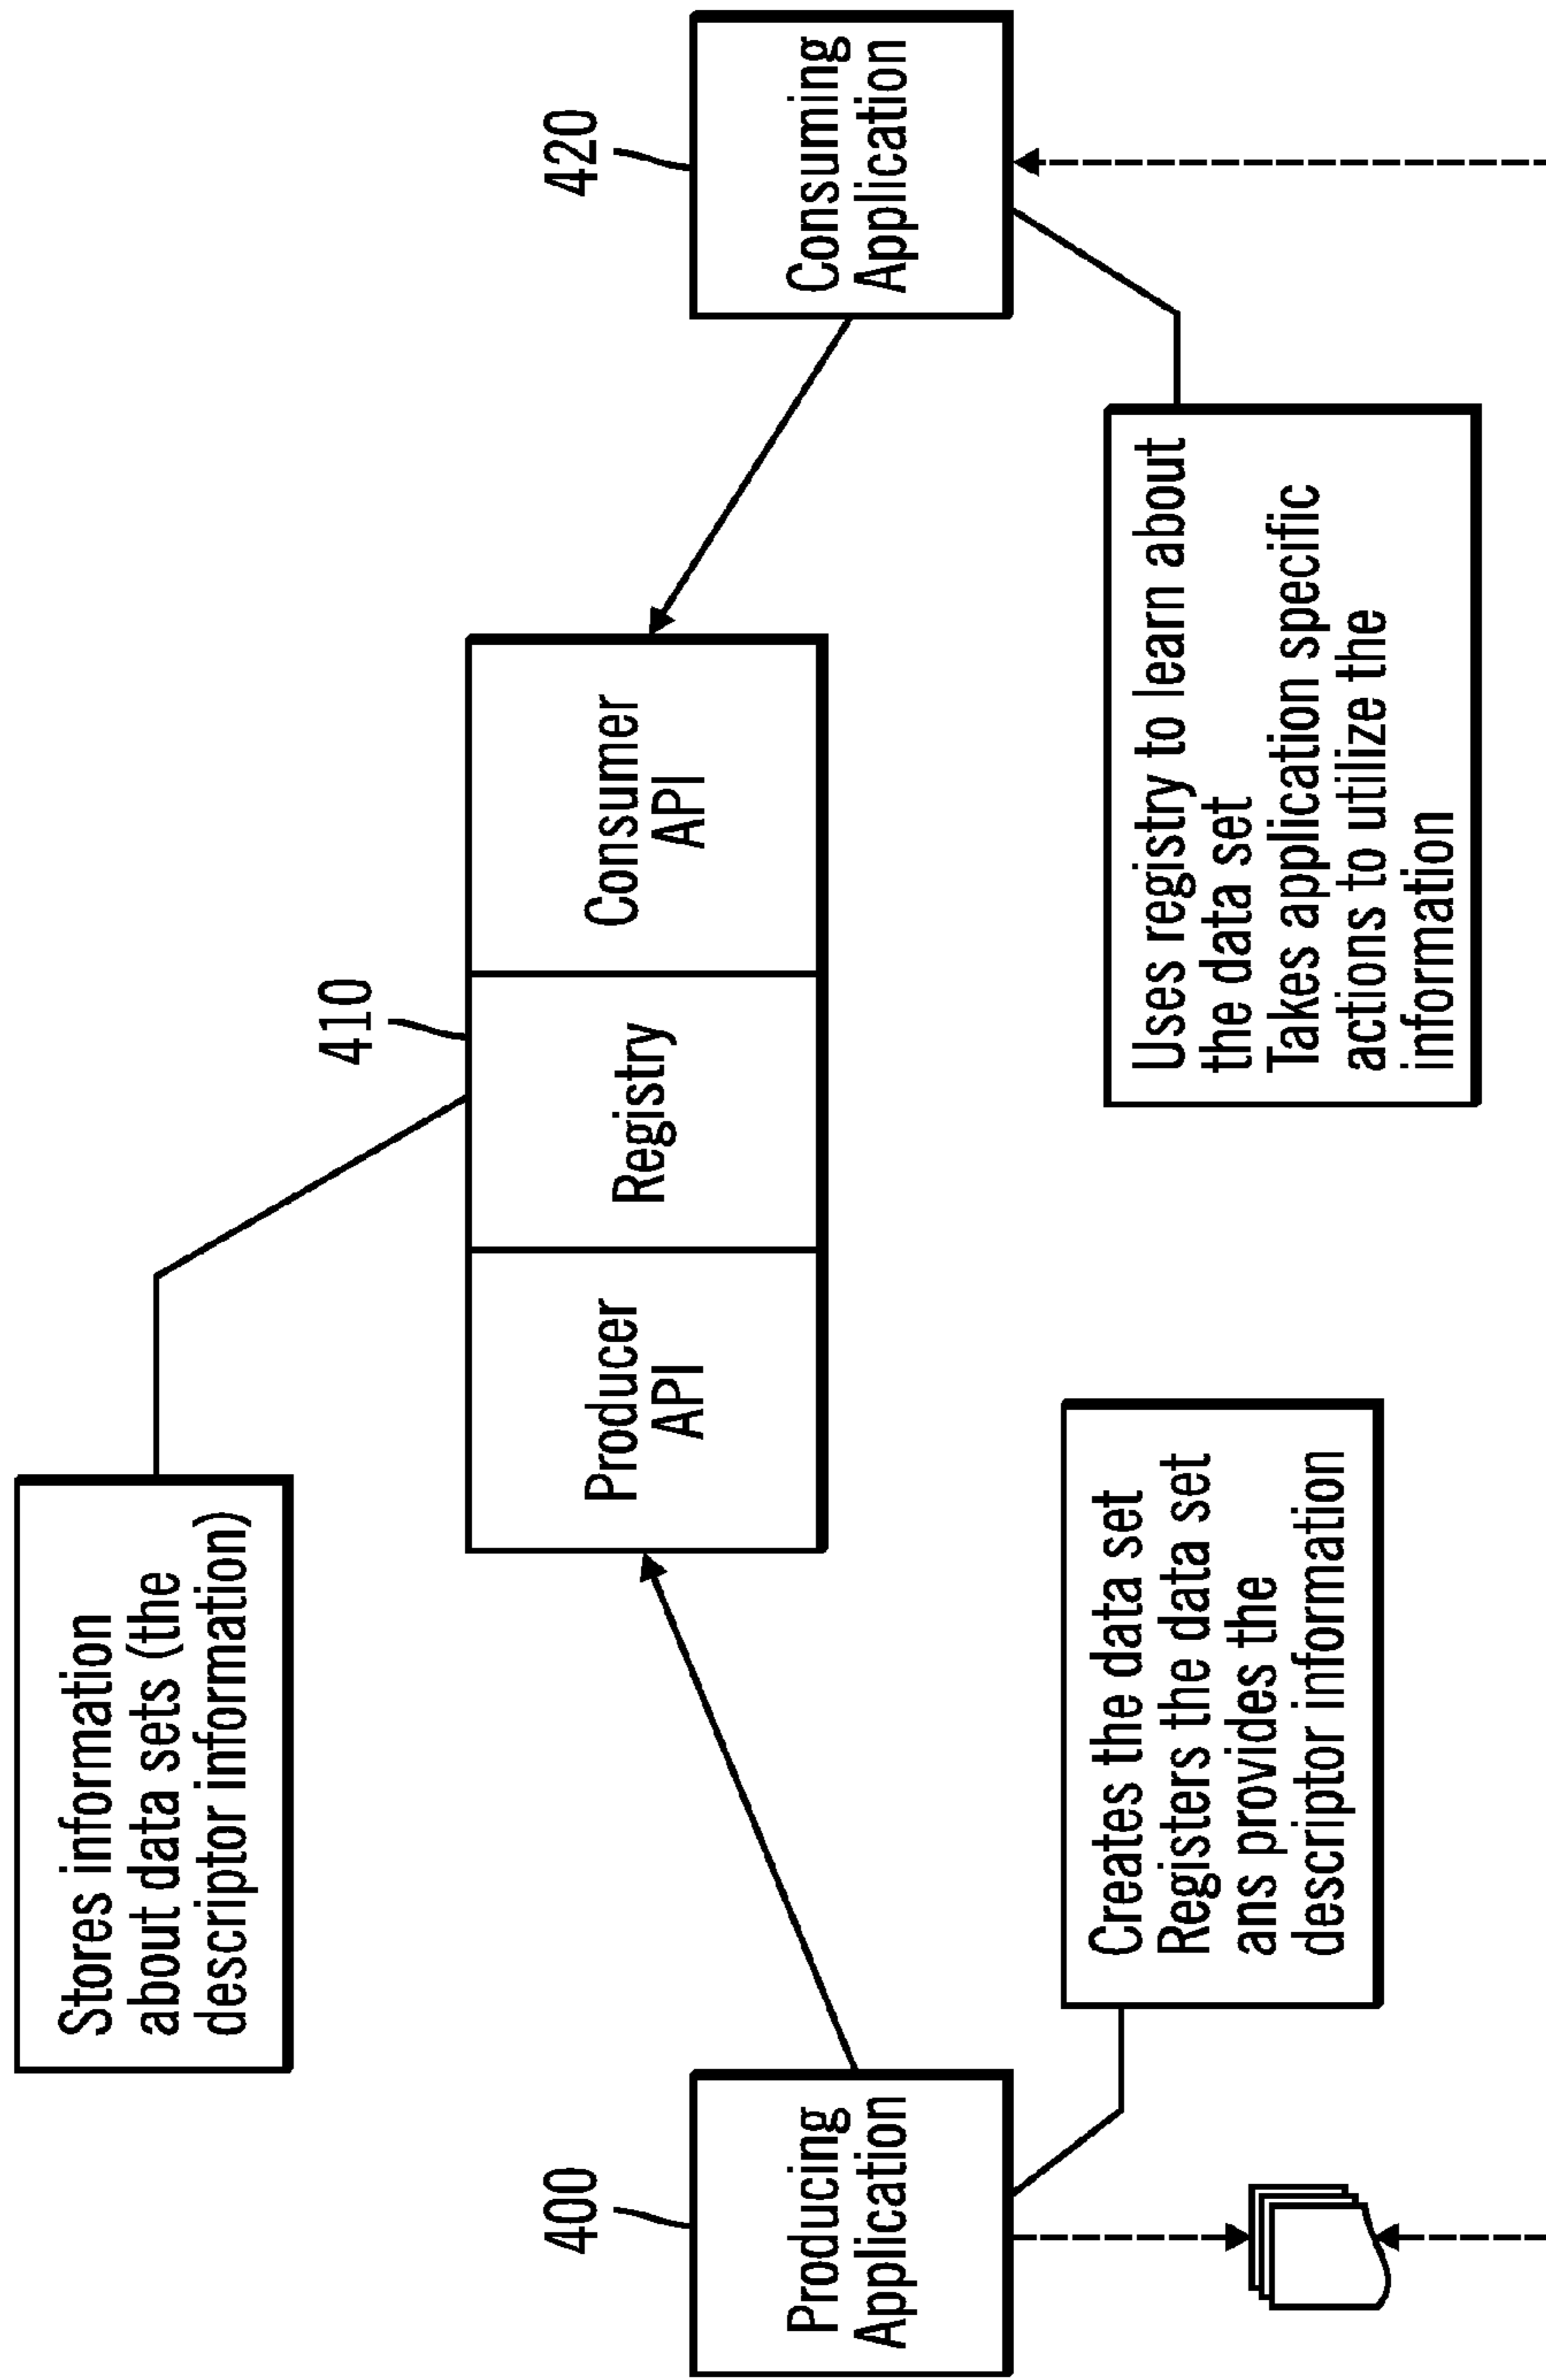 Stores information
about data sets (the
descriptor information)
410
Producer
API
Registry
Consumer
API
400
Producing
Application
420
Consuming
Application
Creates the data set
Registers the data set
ans provides the
descriptor information
Uses registry to learn about
the data set
Takes application specific
actions to utilize the
information